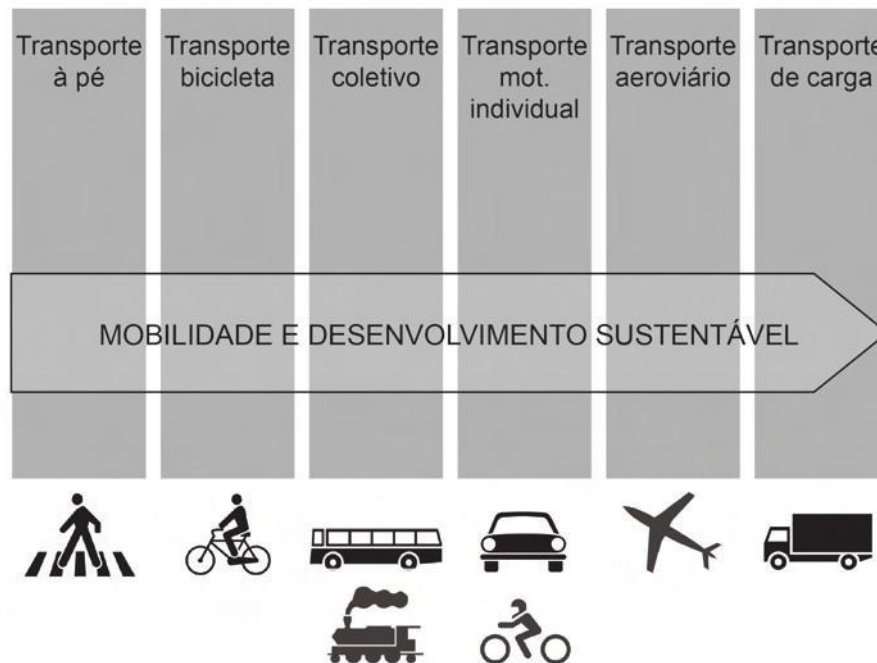 Transporte
à pé
Transporte
bicicleta
Transporte
coletivo
Transporte
mot.
individual
Transporte
aeroviário
Transporte
de carga
MOBILIDADE E DESENVOLVIMENTO SUSTENTÁVEL